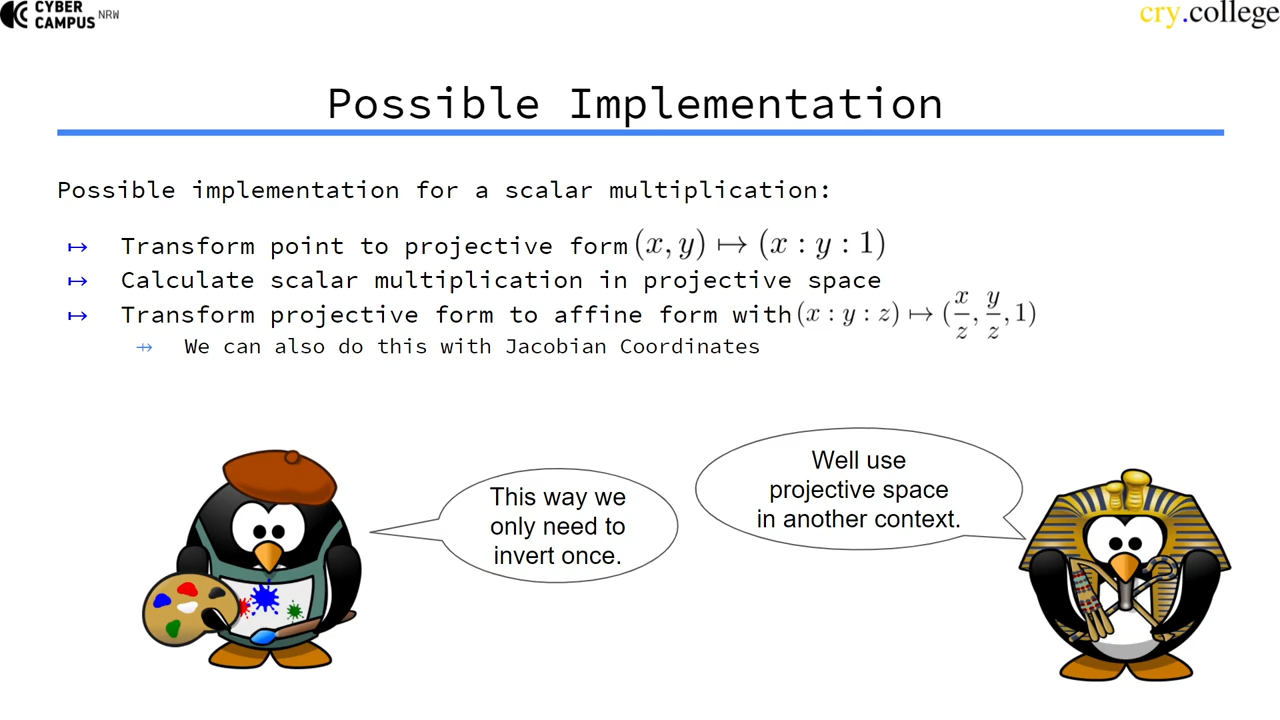 CYBER
CAMPUS NRW
cry.college
Possible Implementation
Possible implementation for a scalar multiplication:
↦ Transform point to projective form (x, y) ↦ (x : y : 1)
↦ Calculate scalar multiplication in projective space
↦ Transform projective form to affine form with (x : y : z) ↦ (x/z, y/z, 1)
⇸ We can also do this with Jacobian Coordinates
This way we
only need to
invert once.
Well use
projective space
in another context.